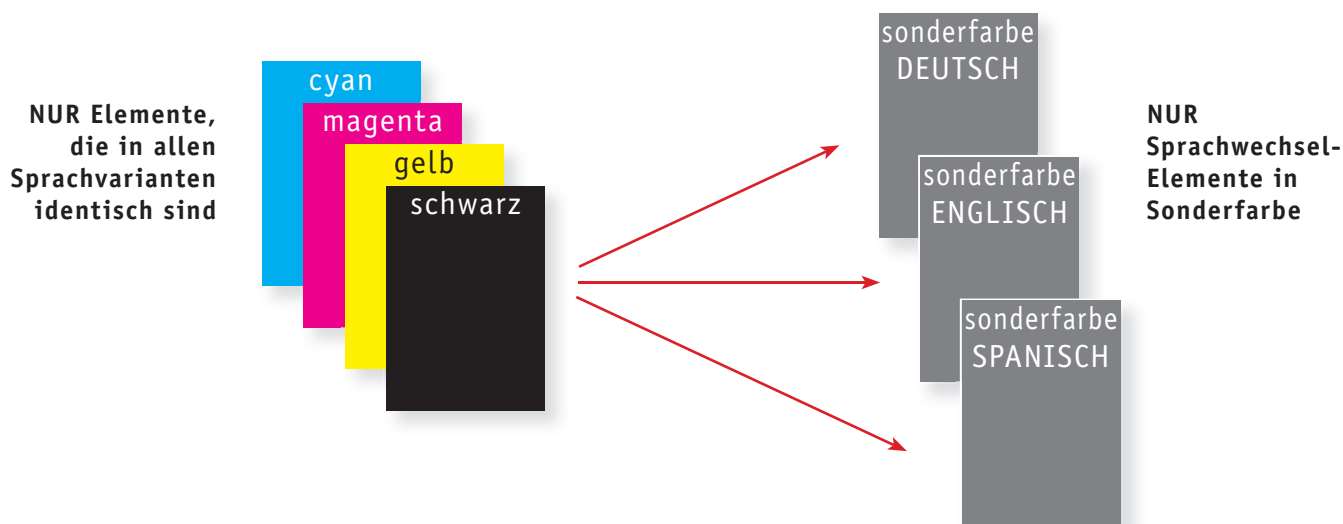 NUR Elemente,
die in allen
Sprachvarianten
identisch sind
cyan
magenta
gelb
schwarz
sonderfarbe
DEUTSCH
sonderfarbe
ENGLISCH
sonderfarbe
SPANISCH
NUR
Sprachwechsel-
Elemente in
Sonderfarbe